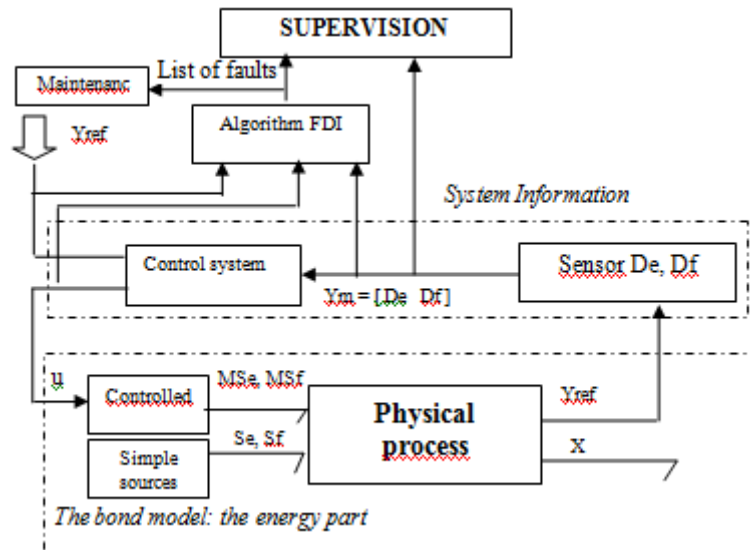 SUPERVISION
List of faults
Maintenanc
Algorithm FDI
Yref
System Information
Control system
Sensor De, Df
Ym = [De Df]
u
Controlled
MSe, MSf
Physical
process
Yref
Se, Sf
X
Simple
sources
The bond model: the energy part